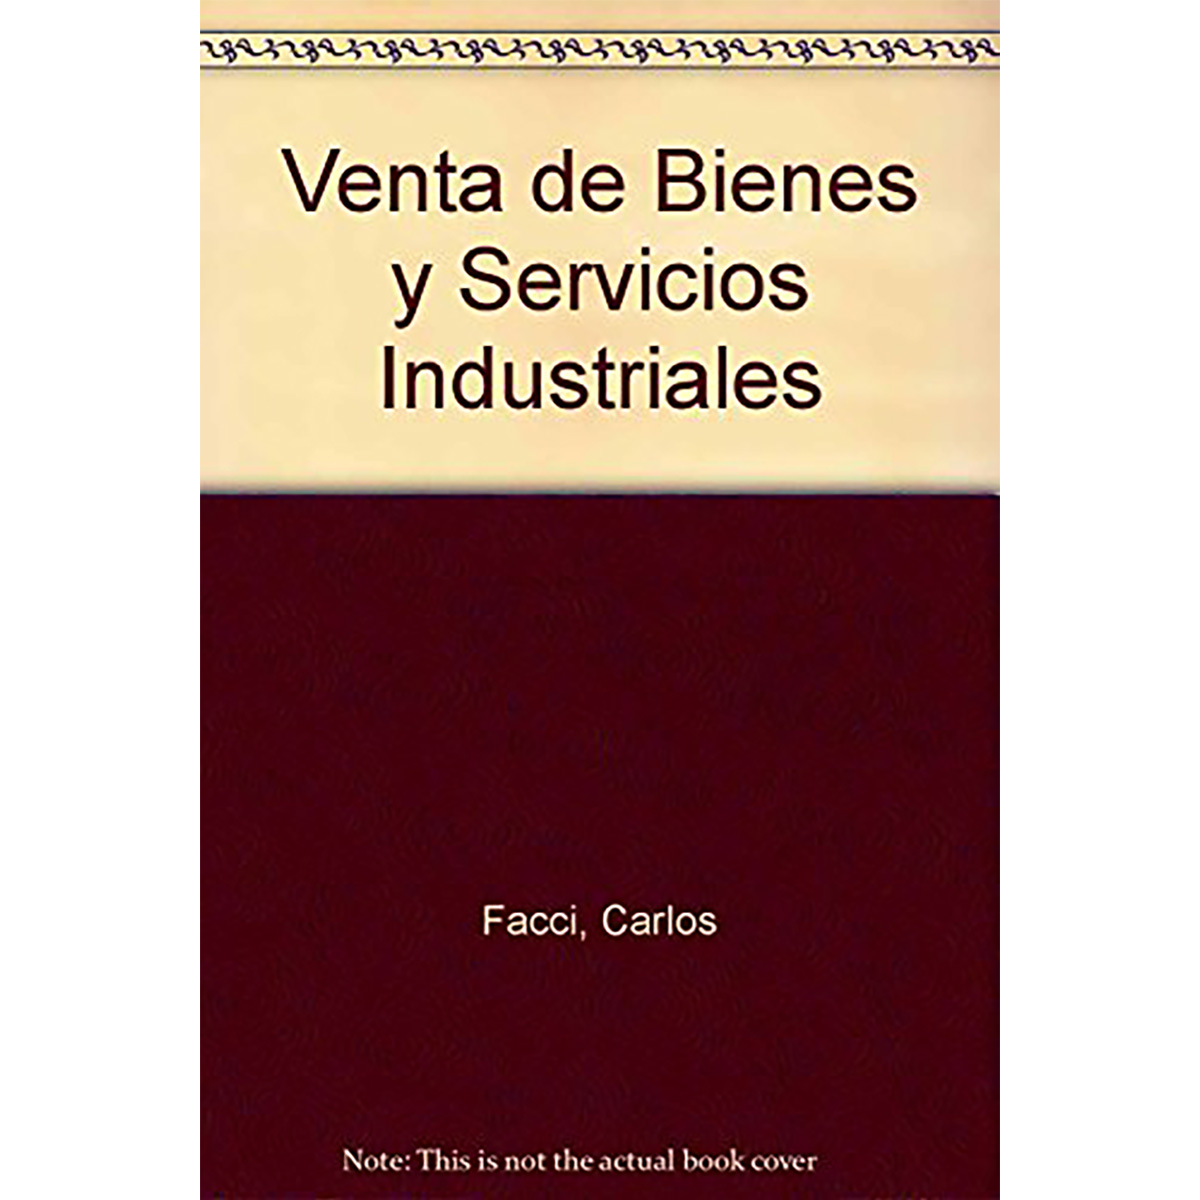 Venta de Bienes
y Servicios
Industriales
Facci, Carlos
Note: This is not the actual book cover